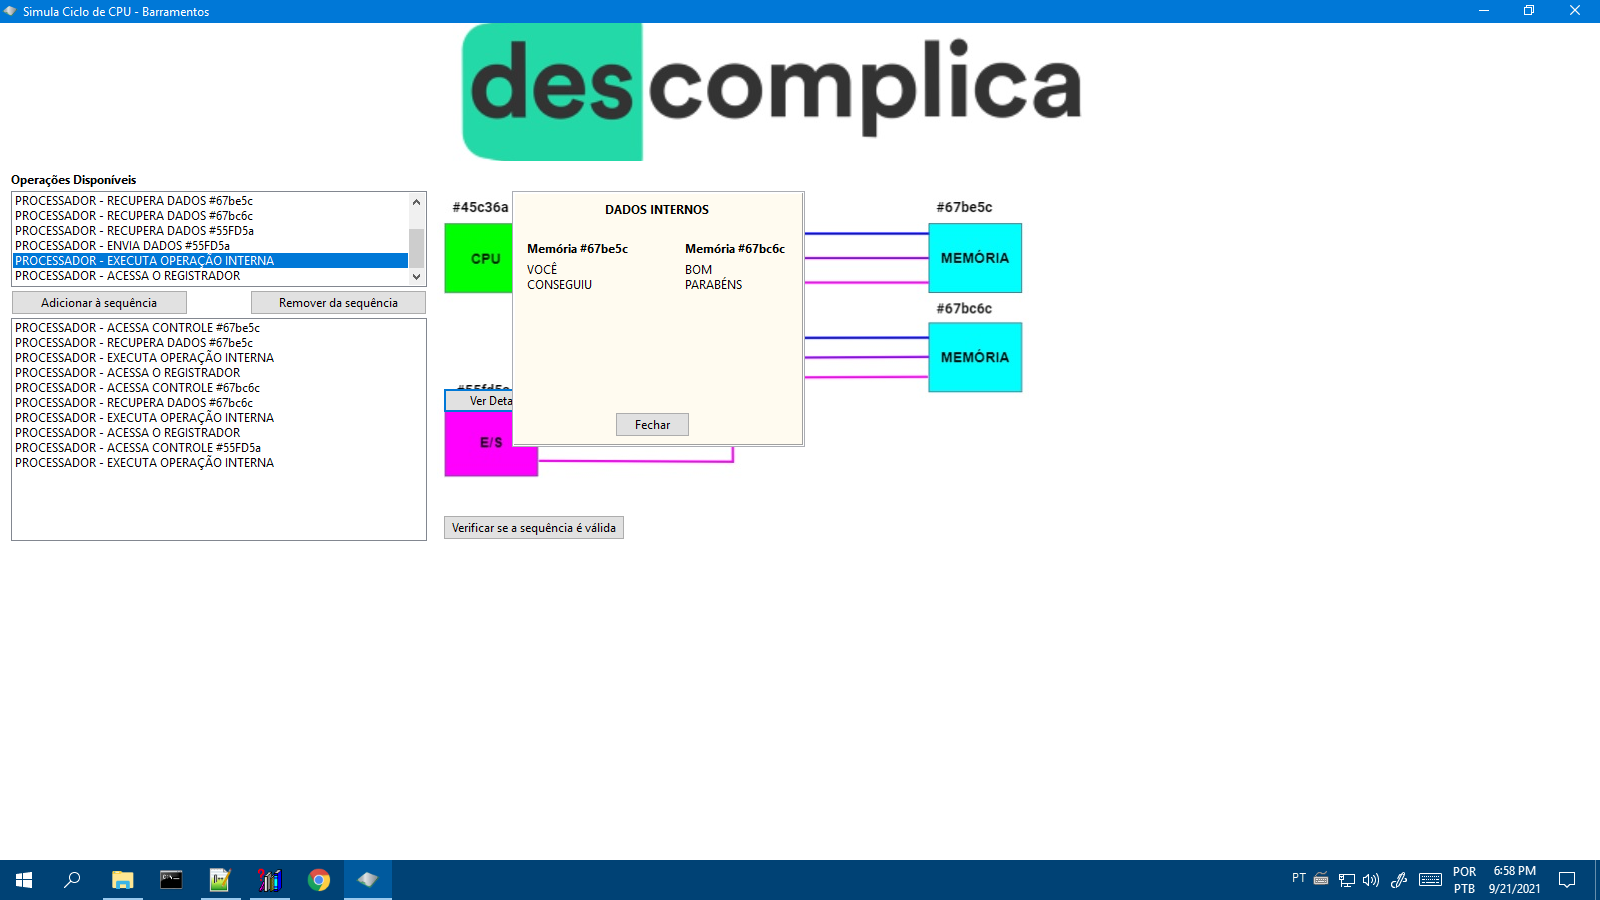 Simula Ciclo de CPU - Barramentos
descomplica
Operações Disponíveis
PROCESSADOR - RECUPERA DADOS #67be5c
PROCESSADOR - RECUPERA DADOS #67bc6c
PROCESSADOR - RECUPERA DADOS #55FD5a
PROCESSADOR - ENVIA DADOS #55FD5a
PROCESSADOR - EXECUTA OPERAÇÃO INTERNA
PROCESSADOR - ACESSA O REGISTRADOR
Adicionar à sequência
Remover da sequência
PROCESSADOR - ACESSA CONTROLE #67be5c
PROCESSADOR - RECUPERA DADOS #67be5c
PROCESSADOR - EXECUTA OPERAÇÃO INTERNA
PROCESSADOR - ACESSA O REGISTRADOR
PROCESSADOR - ACESSA CONTROLE #67bc6c
PROCESSADOR - RECUPERA DADOS #67bc6c
PROCESSADOR - EXECUTA OPERAÇÃO INTERNA
PROCESSADOR - ACESSA O REGISTRADOR
PROCESSADOR - ACESSA CONTROLE #55FD5a
PROCESSADOR - EXECUTA OPERAÇÃO INTERNA
#45c36a
CPU
Ver Deta
E/S
DADOS INTERNOS
Memória #67be5c
VOCÊ
CONSEGUIU
Memória #67bc6c
BOM
PARABÉNS
Fechar
#67be5c
MEMÓRIA
#67bc6c
MEMÓRIA
Verificar se a sequência é válida
PT
POR
PTB
6:58 PM
9/21/2021